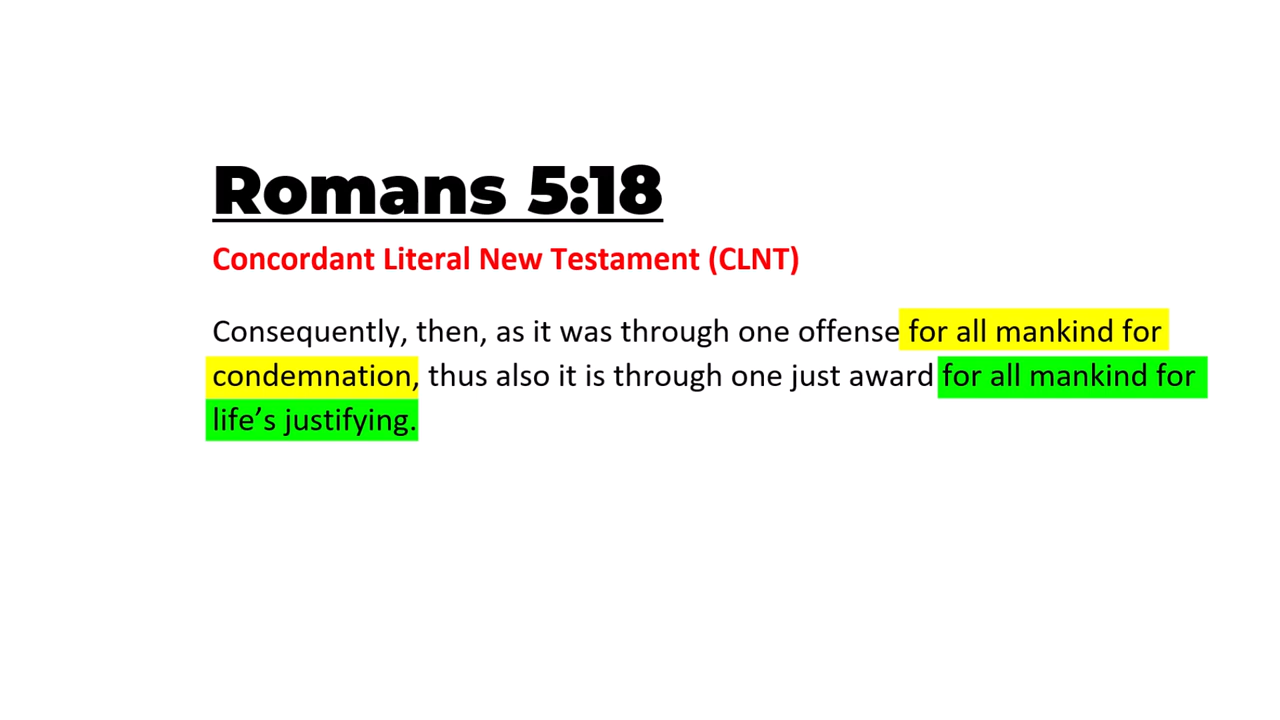 Romans 5:18
Concordant Literal New Testament (CLNT)
Consequently, then, as it was through one offense for all mankind for
condemnation, thus also it is through one just award for all mankind for
life’s justifying.